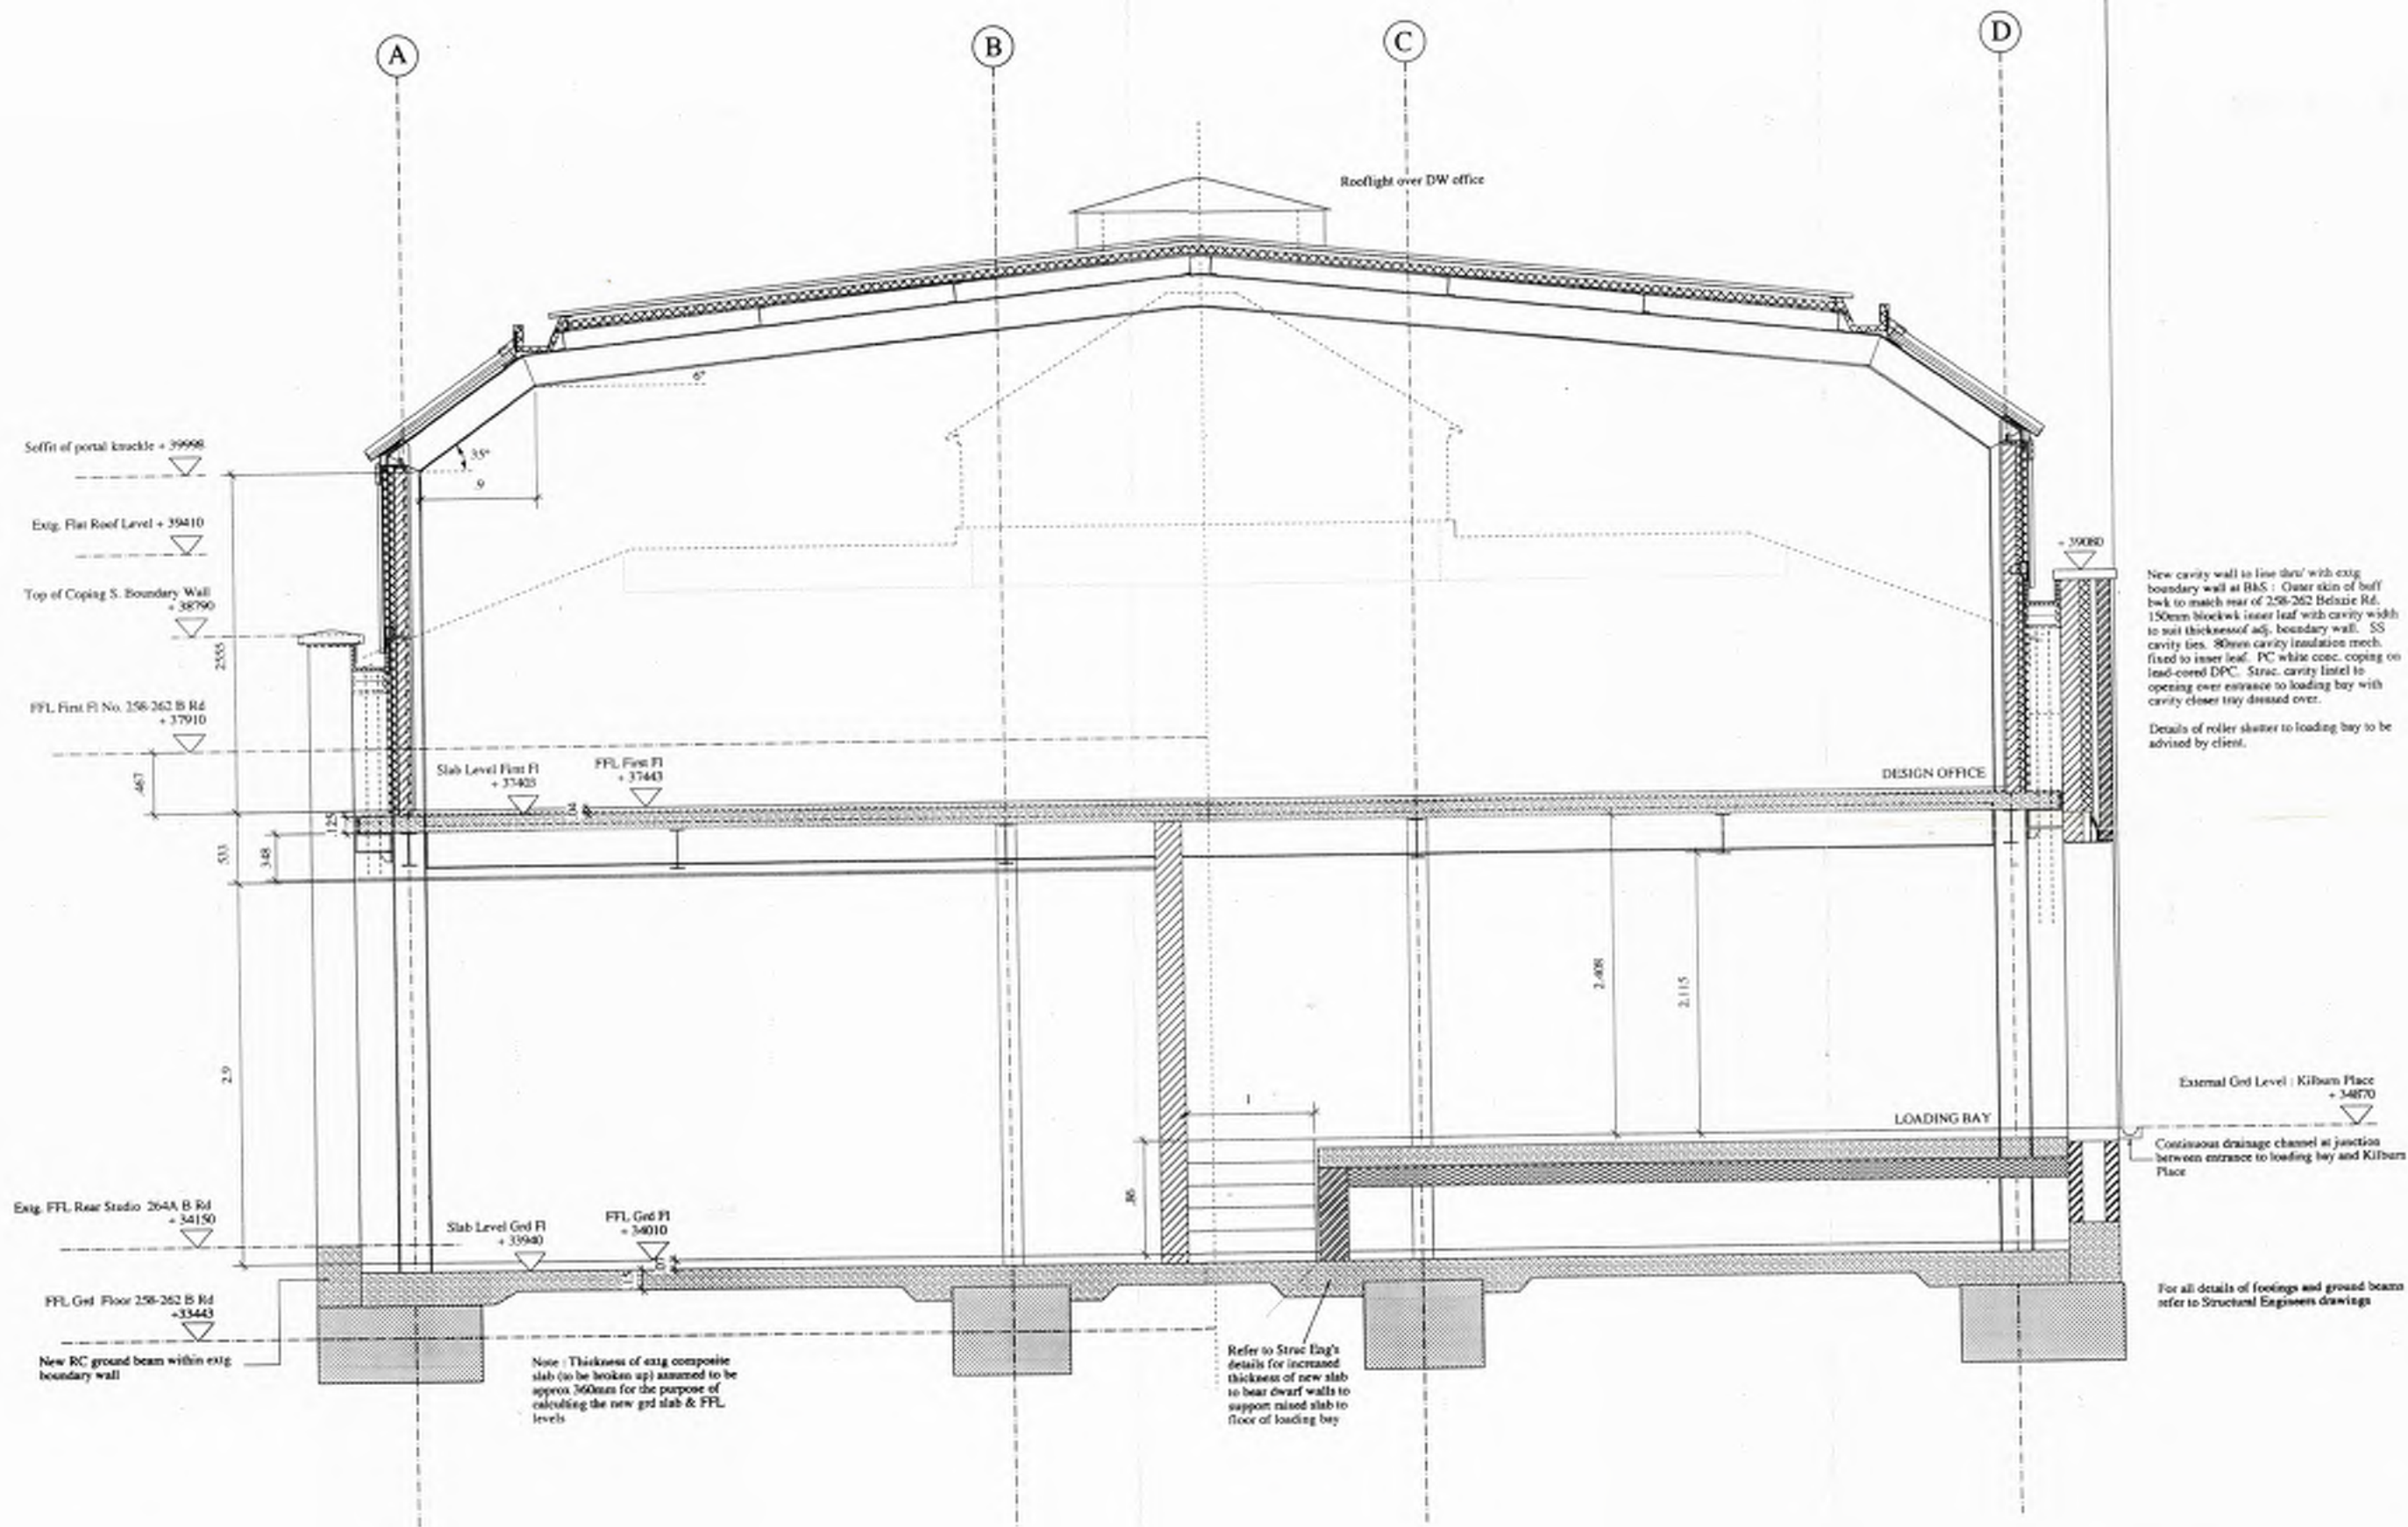 A
B
C
D
Rooflight over DW office
6°
35°
.9
Soffit of portal knuckle + 39998
Extg. Flat Roof Level + 39410
Top of Coping S. Boundary Wall
+ 38790
2555
FFL First Fl No. 258-262 B Rd
+ 37910
.467
Slab Level First Fl
+ 37403
FFL First Fl
+ 37443
.04
.125
.533
.348
DESIGN OFFICE
+ 39080
New cavity wall to line thru' with extg
boundary wall at BhS : Outer skin of buff
bwk to match rear of 258-262 Belsize Rd.
150mm blockwk inner leaf with cavity width
to suit thicknessof adj. boundary wall. SS
cavity ties. 80mm cavity insulation mech.
fixed to inner leaf. PC white conc. coping on
lead-cored DPC. Struc. cavity lintel to
opening over entrance to loading bay with
cavity closer tray dressed over.
Details of roller shutter to loading bay to be
advised by client.
2.9
2.408
2.115
1
.86
LOADING BAY
External Grd Level : Kilburn Place
+ 34870
Continuous drainage channel at junction
between entrance to loading bay and Kilburn
Place
Extg. FFL Rear Studio 264A B Rd
+ 34150
Slab Level Grd Fl
+ 33940
FFL Grd Fl
+ 34010
.07
.15
FFL Grd Floor 258-262 B Rd
+33443
New RC ground beam within extg
boundary wall
Note : Thickness of extg composite
slab (to be broken up) assumed to be
approx 360mm for the purpose of
calculting the new grd slab & FFL
levels
Refer to Struc Eng's
details for increased
thickness of new slab
to bear dwarf walls to
support raised slab to
floor of loading bay
For all details of footings and ground beams
refer to Structural Engineers drawings